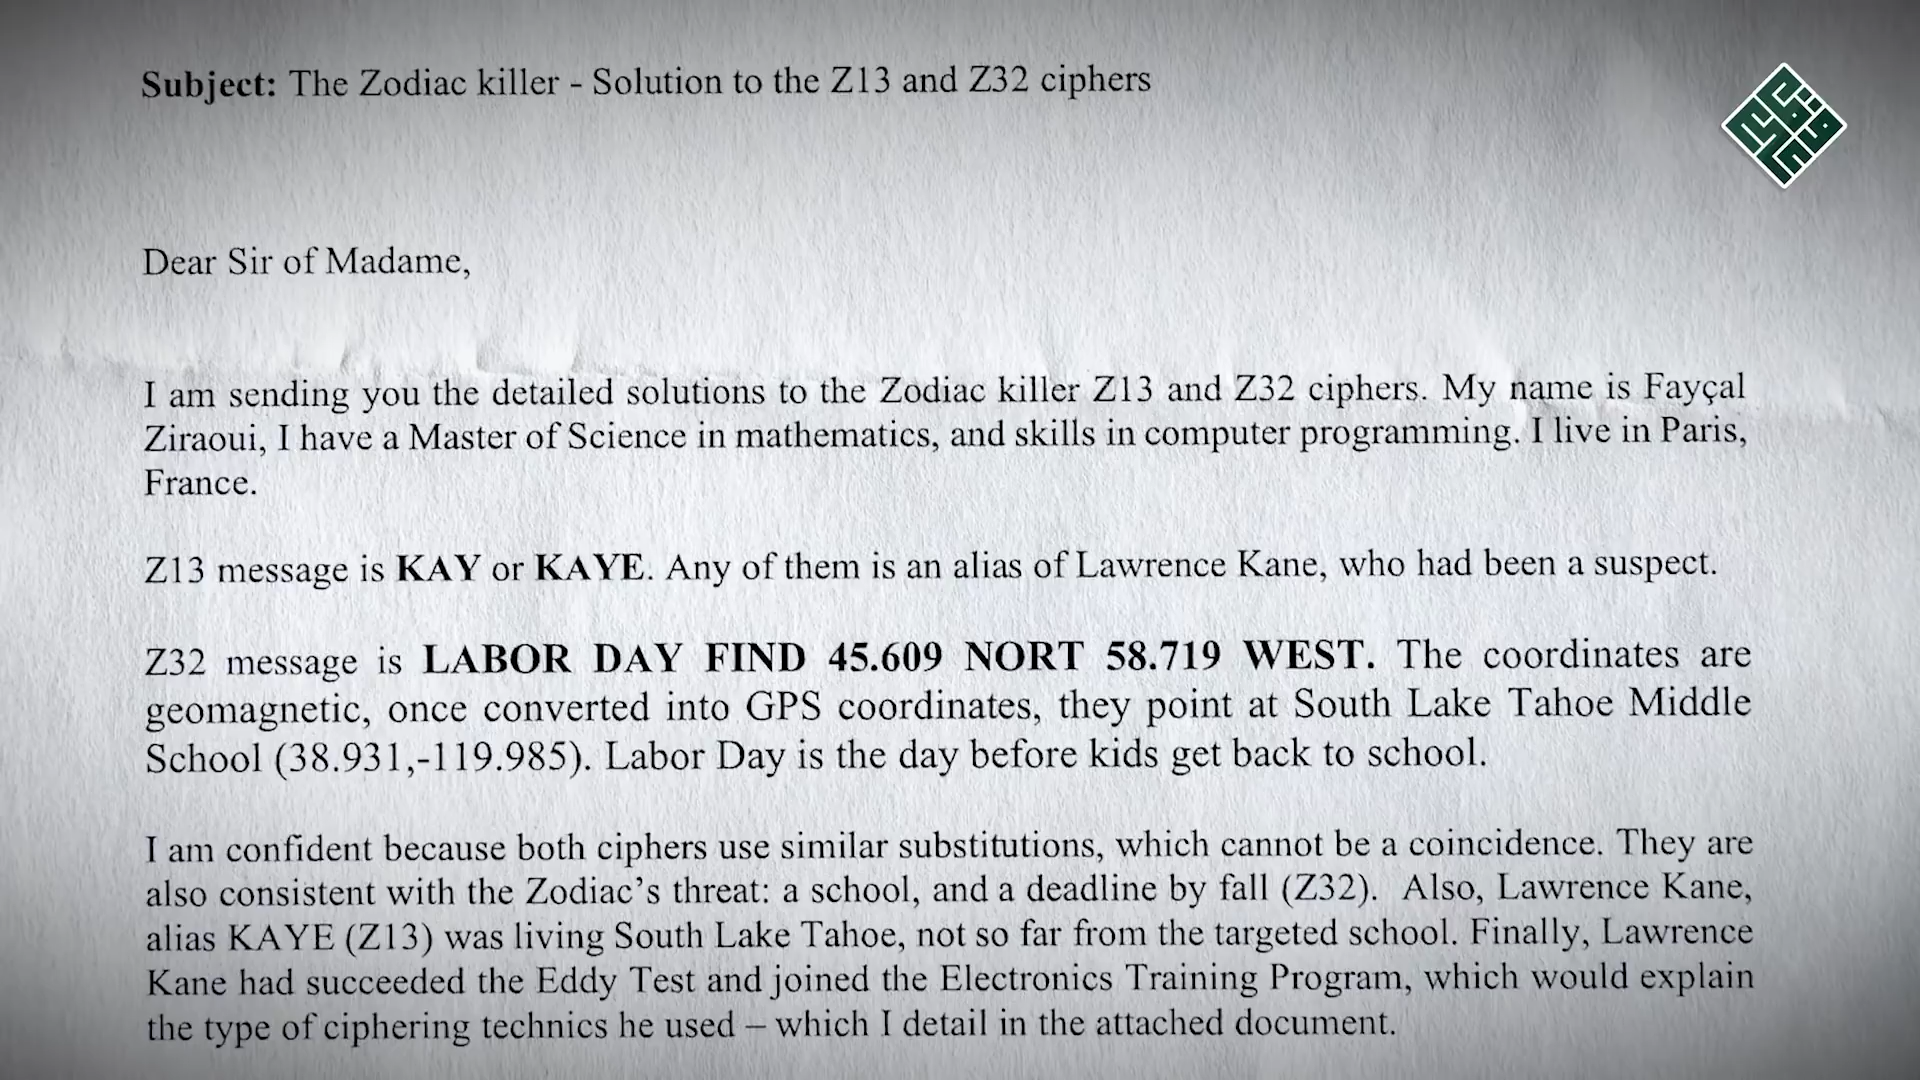 Subject: The Zodiac killer - Solution to the Z13 and Z32 ciphers
Dear Sir of Madame,
I am sending you the detailed solutions to the Zodiac killer Z13 and Z32 ciphers. My name is Fayçal
Ziraoui, I have a Master of Science in mathematics, and skills in computer programming. I live in Paris,
France.
Z13 message is KAY or KAYE. Any of them is an alias of Lawrence Kane, who had been a suspect.
Z32 message is LABOR DAY FIND 45.609 NORT 58.719 WEST. The coordinates are
geomagnetic, once converted into GPS coordinates, they point at South Lake Tahoe Middle
School (38.931,-119.985). Labor Day is the day before kids get back to school.
I am confident because both ciphers use similar substitutions, which cannot be a coincidence. They are
also consistent with the Zodiac’s threat: a school, and a deadline by fall (Z32). Also, Lawrence Kane,
alias KAYE (Z13) was living South Lake Tahoe, not so far from the targeted school. Finally, Lawrence
Kane had succeeded the Eddy Test and joined the Electronics Training Program, which would explain
the type of ciphering technics he used – which I detail in the attached document.